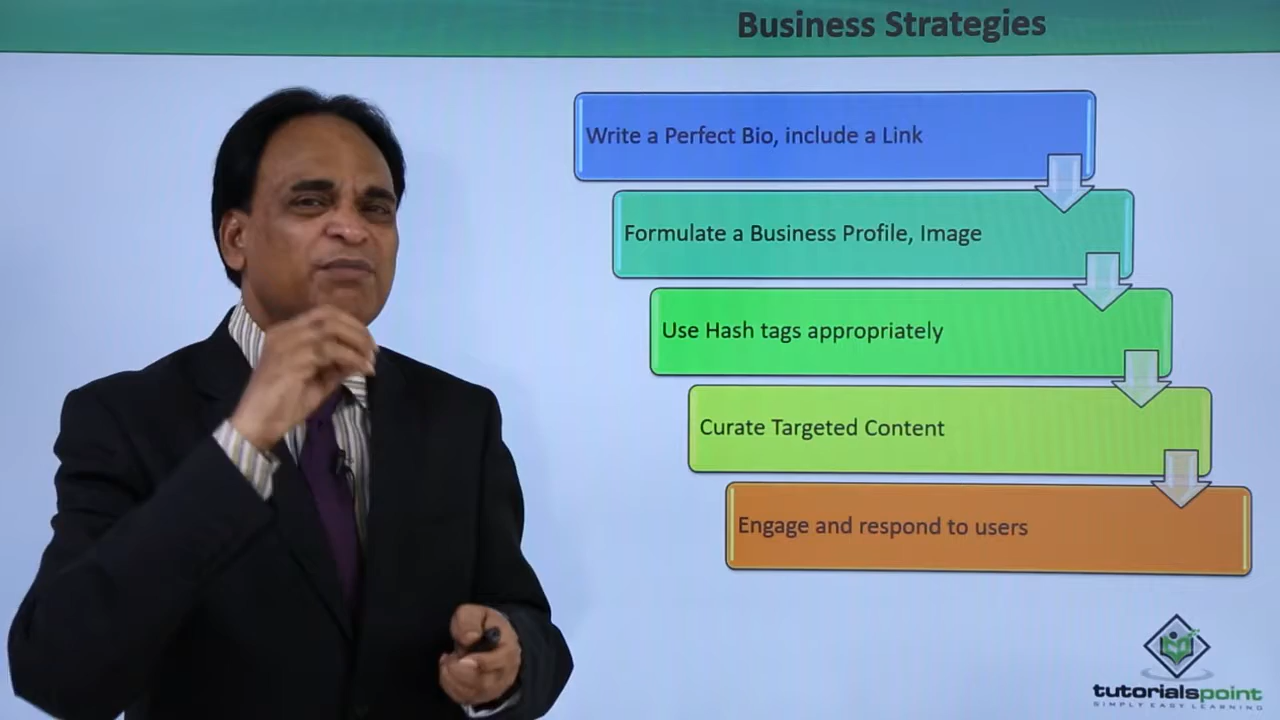 Business Strategies
Write a Perfect Bio, include a Link
Formulate a Business Profile, Image
Use Hash tags appropriately
Curate Targeted Content
Engage and respond to users
tutorialspoint
SIMPLY EASY LEARNING